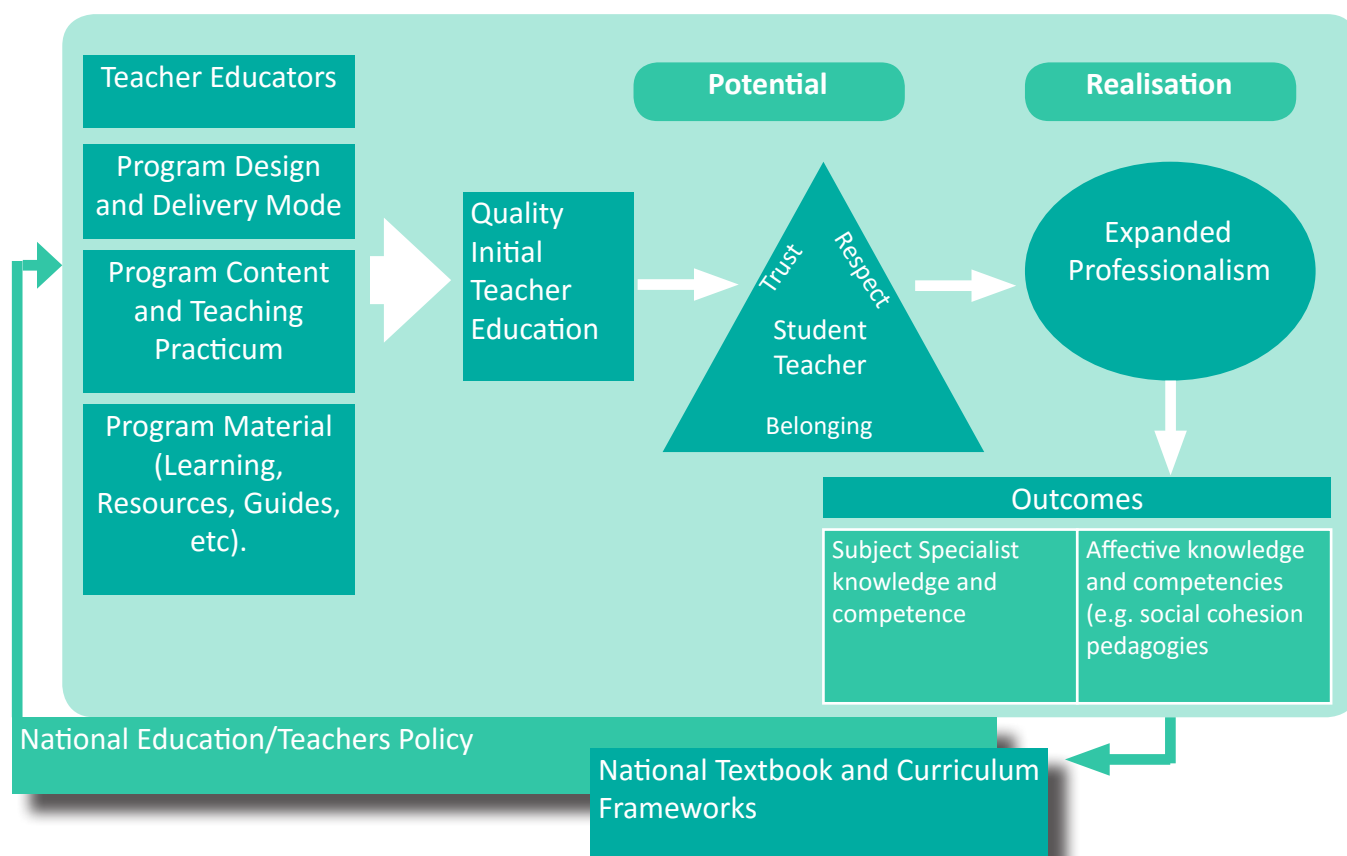 Teacher Educators
Program Design
and Delivery Mode
Program Content
and Teaching
Practicum
Program Material
(Learning,
Resources, Guides,
etc).
Quality
Initial
Teacher
Education
Potential
Trust
Respect
Student
Teacher
Belonging
Realisation
Expanded
Professionalism
Outcomes
Subject Specialist
knowledge and
competence
Affective knowledge
and competencies
(e.g. social cohesion
pedagogies
National Education/Teachers Policy
National Textbook and Curriculum
Frameworks